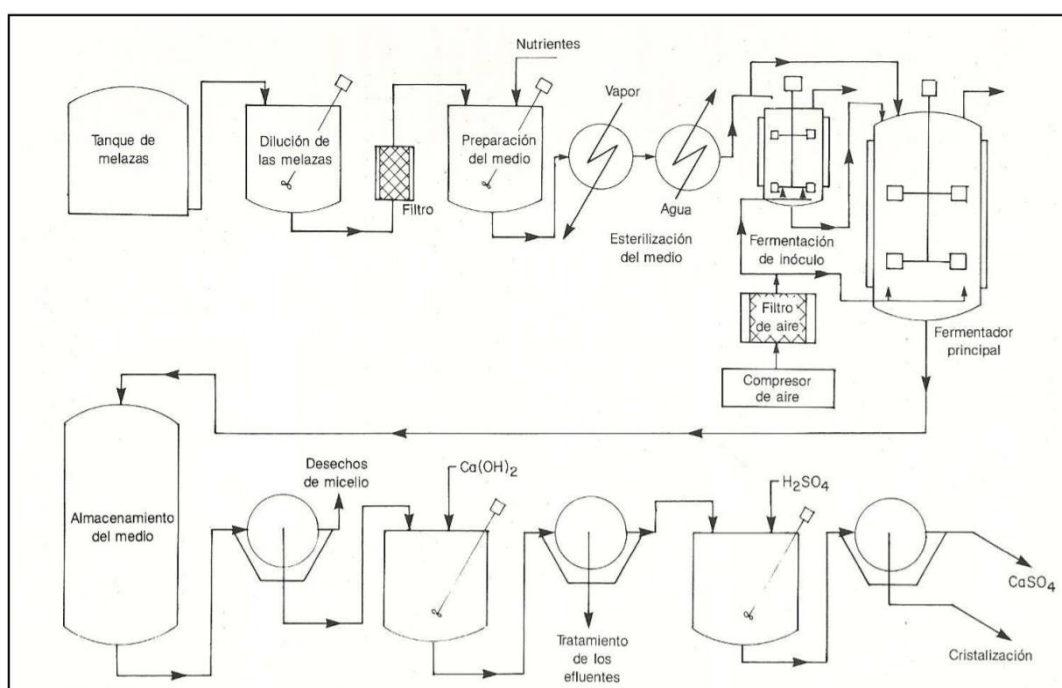 Nutrientes
Tanque de
melazas
Dilución de
las melazas
Filtro
Preparación
del medio
Vapor
Agua
Esterilización
del medio
Fermentación
de inóculo
Filtro
de aire
Compresor
de aire
Fermentador
principal
Almacenamiento
del medio
Desechos
de micelio
Ca(OH)₂
Tratamiento
de los
efluentes
H₂SO₄
CaSO₄
Cristalización